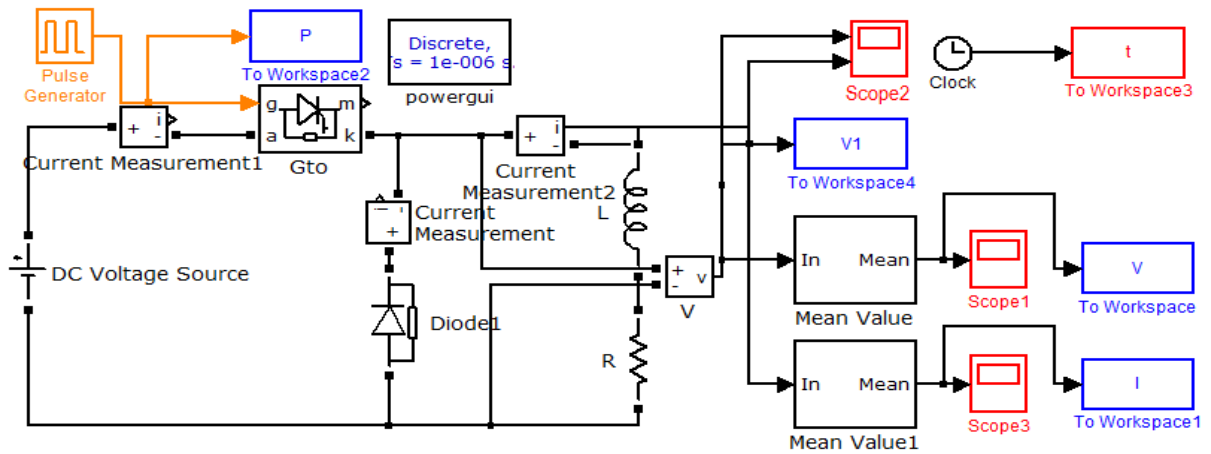 P
Discrete,
s = 1e-006 s.
t
Pulse
Generator
To Workspace2
powergui
Scope2
Clock
To Workspace3
g
m
a
k
+
i
-
Current Measurement1
Gto
+
i
-
Current
Measurement2
V1
To Workspace4
L
Current
Measurement
+
-
i
+
DC Voltage Source
+
-
v
V
In
Mean
Mean Value
Scope1
V
To Workspace
Diode1
R
In
Mean
Mean Value1
Scope3
I
To Workspace1